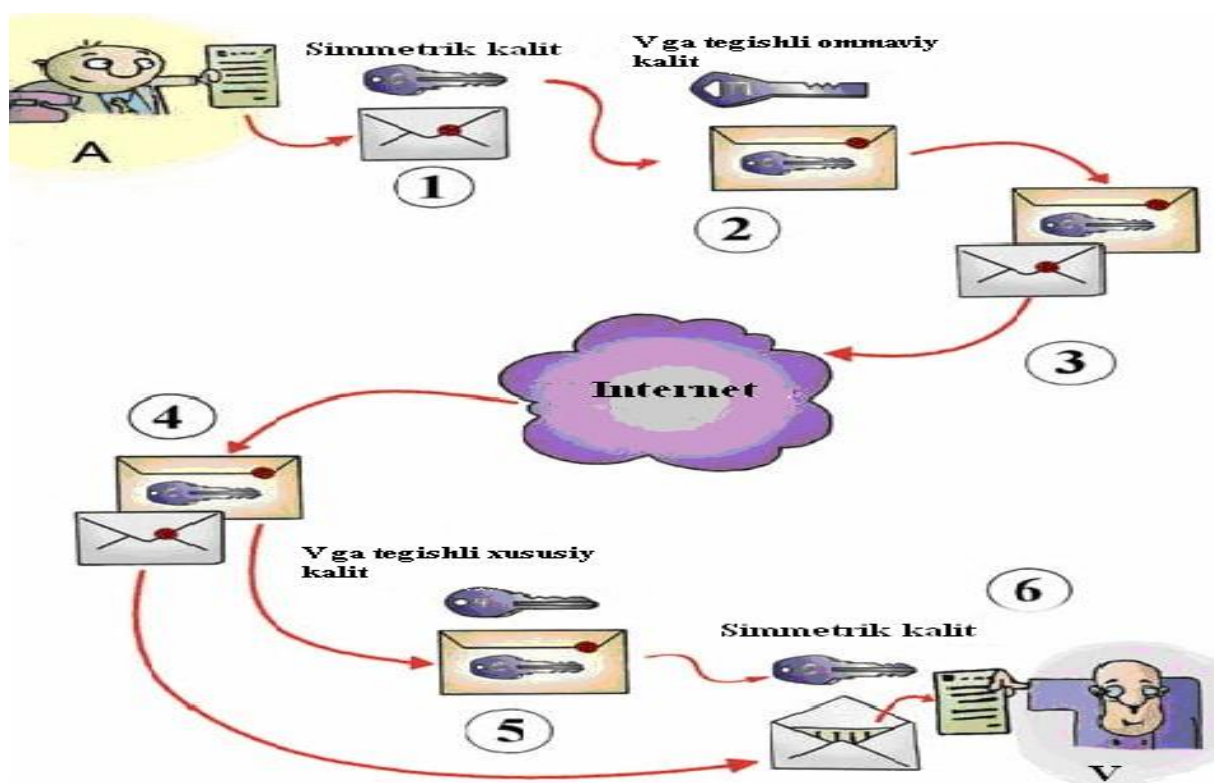 Simmetrik kalit
V ga tegishli ommaviy
kalit
A
1
2
3
Internet
4
V ga tegishli xususiy
kalit
5
6
Simmetrik kalit
V